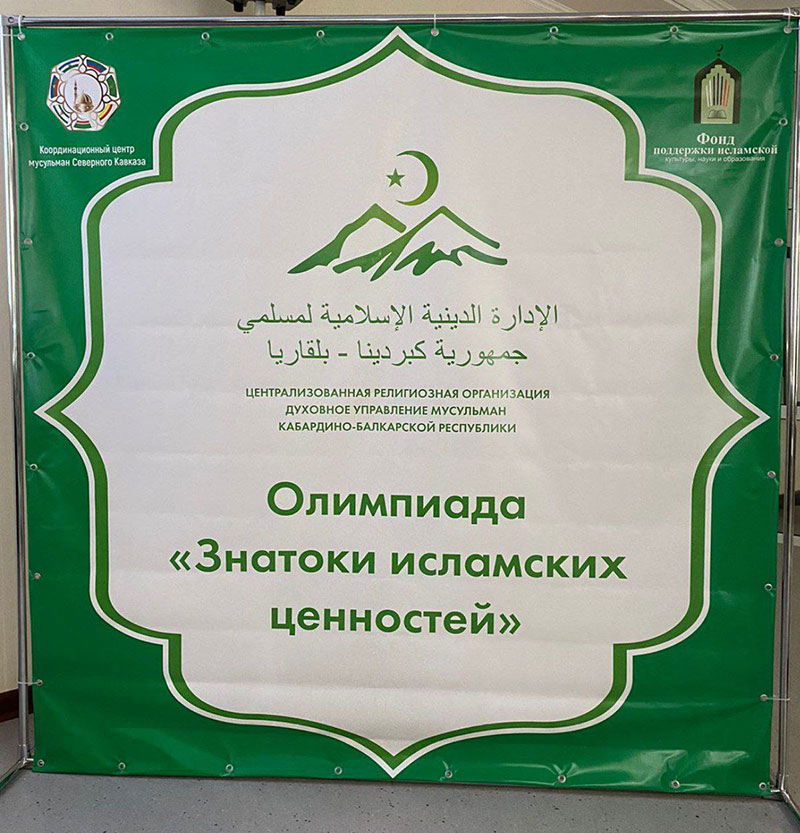 Координационный центр
мусульман Северного Кавказа
Фонд
поддержки исламской
культуры, науки и образования
الإدارة الدينية الإسلامية لمسلمي
جمهورية كبردينا - بلقاريا
ЦЕНТРАЛИЗОВАННАЯ РЕЛИГИОЗНАЯ ОРГАНИЗАЦИЯ
ДУХОВНОЕ УПРАВЛЕНИЕ МУСУЛЬМАН
КАБАРДИНО-БАЛКАРСКОЙ РЕСПУБЛИКИ
Олимпиада
«Знатоки исламских
ценностей»